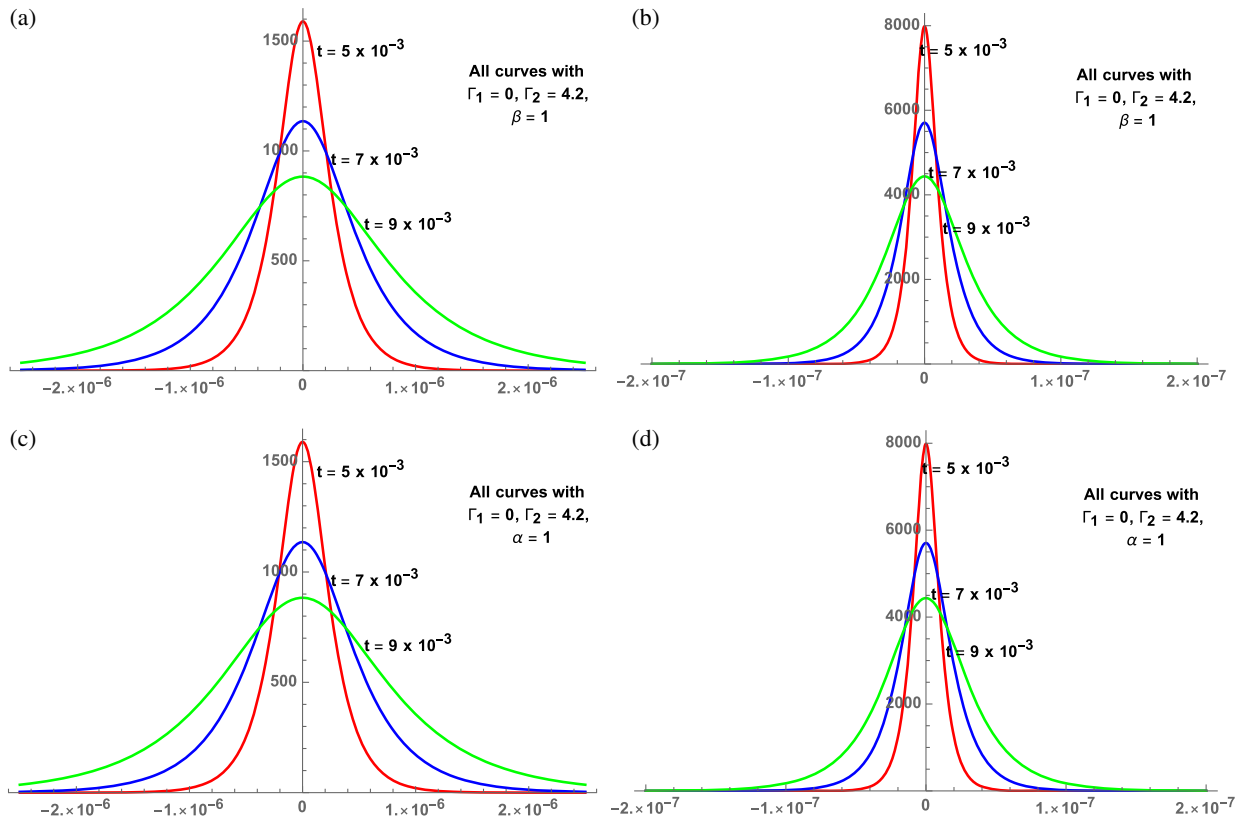 (a)
1500
1000
500
t = 5 x 10⁻³
t = 7 x 10⁻³
t = 9 x 10⁻³
All curves with
Γ₁ = 0, Γ₂ = 4.2,
β = 1
−2.×10⁻⁶ −1.×10⁻⁶ 0 1.×10⁻⁶ 2.×10⁻⁶
(b)
8000
6000
4000
2000
t = 5 x 10⁻³
t = 7 x 10⁻³
t = 9 x 10⁻³
All curves with
Γ₁ = 0, Γ₂ = 4.2,
β = 1
−2.×10⁻⁷ −1.×10⁻⁷ 0 1.×10⁻⁷ 2.×10⁻⁷
(c)
1500
1000
500
t = 5 x 10⁻³
t = 7 x 10⁻³
t = 9 x 10⁻³
All curves with
Γ₁ = 0, Γ₂ = 4.2,
α = 1
−2.×10⁻⁶ −1.×10⁻⁶ 0 1.×10⁻⁶ 2.×10⁻⁶
(d)
8000
6000
4000
2000
t = 5 x 10⁻³
t = 7 x 10⁻³
t = 9 x 10⁻³
All curves with
Γ₁ = 0, Γ₂ = 4.2,
α = 1
−2.×10⁻⁷ −1.×10⁻⁷ 0 1.×10⁻⁷ 2.×10⁻⁷